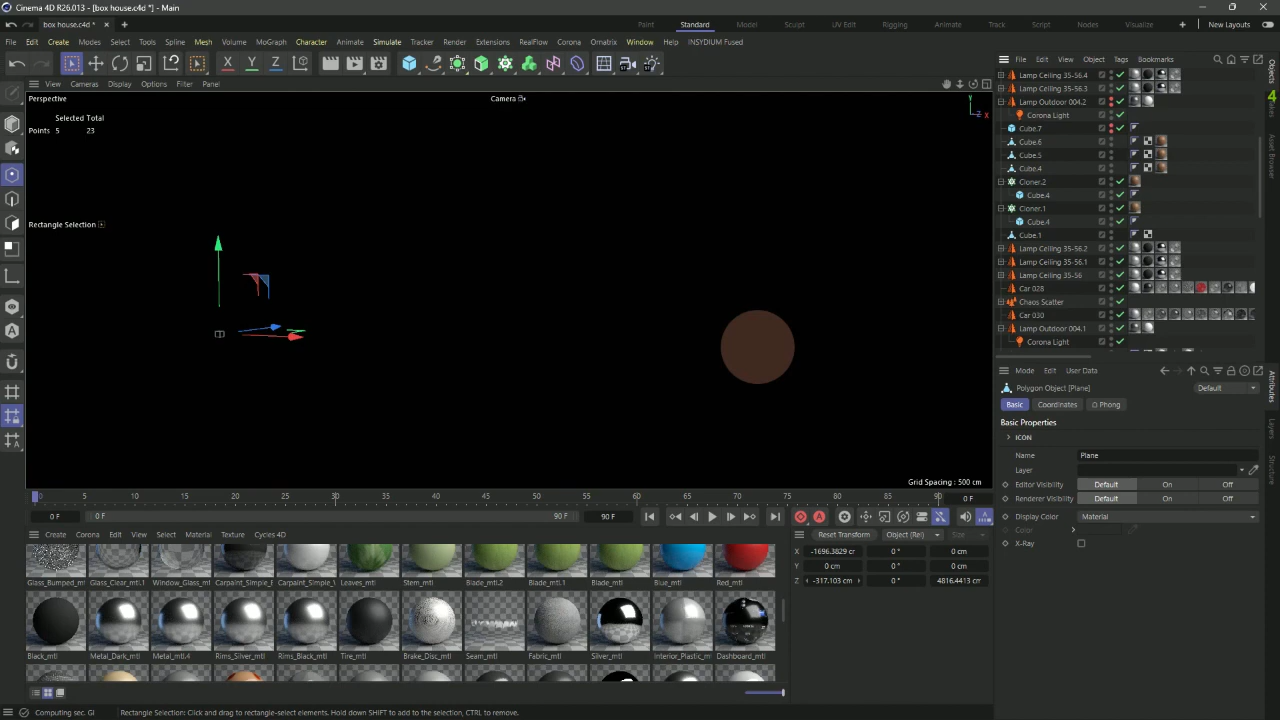 Cinema 4D R26.013 - [box house.c4d *] - Main
box house.c4d *
Paint
Standard
Model
Sculpt
UV Edit
Rigging
Animate
Track
Script
Nodes
Visualize
New Layouts
File
Edit
Create
Modes
Select
Tools
Spline
Mesh
Volume
MoGraph
Character
Animate
Simulate
Tracker
Render
Extensions
RealFlow
Corona
Ornatrix
Window
Help
INSYDIUM Fused
X
Y
Z
File
Edit
View
Object
Tags
Bookmarks
View
Cameras
Display
Options
Filter
Panel
Perspective
Camera
Y
Z
X
Selected Total
Points 5 23
Rectangle Selection
Grid Spacing : 500 cm
Lamp Ceiling 35-56.4
Lamp Ceiling 35-56.3
Lamp Outdoor 004.2
Corona Light
Cube.7
Cube.6
Cube.5
Cube.4
Cloner.2
Cube.4
Cloner.1
Cube.4
Cube.1
Lamp Ceiling 35-56.2
Lamp Ceiling 35-56.1
Lamp Ceiling 35-56
Car 028
Chaos Scatter
Car 030
Lamp Outdoor 004.1
Corona Light
Objects
4
Asset Browser
Mode
Edit
User Data
Polygon Object [Plane]
Default
Basic
Coordinates
Phong
Basic Properties
ICON
Name
Plane
Layer
Editor Visibility
Default
On
Off
Renderer Visibility
Default
On
Off
Display Color
Material
Color
X-Ray
Attributes
Layers
Structure
0 5 10 15 20 25 30 35 40 45 50 55 60 65 70 75 80 85 90
0 F
0 F
0 F
90 F
90 F
Create
Corona
Edit
View
Select
Material
Texture
Cycles 4D
Reset Transform
Object (Rel)
Size
X -1696.3829 cr 0 ° 0 cm
Y 0 cm 0 ° 0 cm
Z -317.103 cm 0 ° 4816.4413 cm
Glass_Bumped_m
Glass_Clear_mtl.1
Window_Glass_m
Carpaint_Simple_F
Carpaint_Simple_V
Leaves_mtl
Stem_mtl
Blade_mtl.2
Blade_mtl.1
Blade_mtl
Blue_mtl
Red_mtl
Black_mtl
Metal_Dark_mtl
Metal_mtl.4
Rims_Silver_mtl
Rims_Black_mtl
Tire_mtl
Brake_Disc_mtl
Seam_mtl
Fabric_mtl
Silver_mtl
Interior_Plastic_m
Dashboard_mtl
Computing sec. GI
Rectangle Selection: Click and drag to rectangle-select elements. Hold down SHIFT to add to the selection, CTRL to remove.